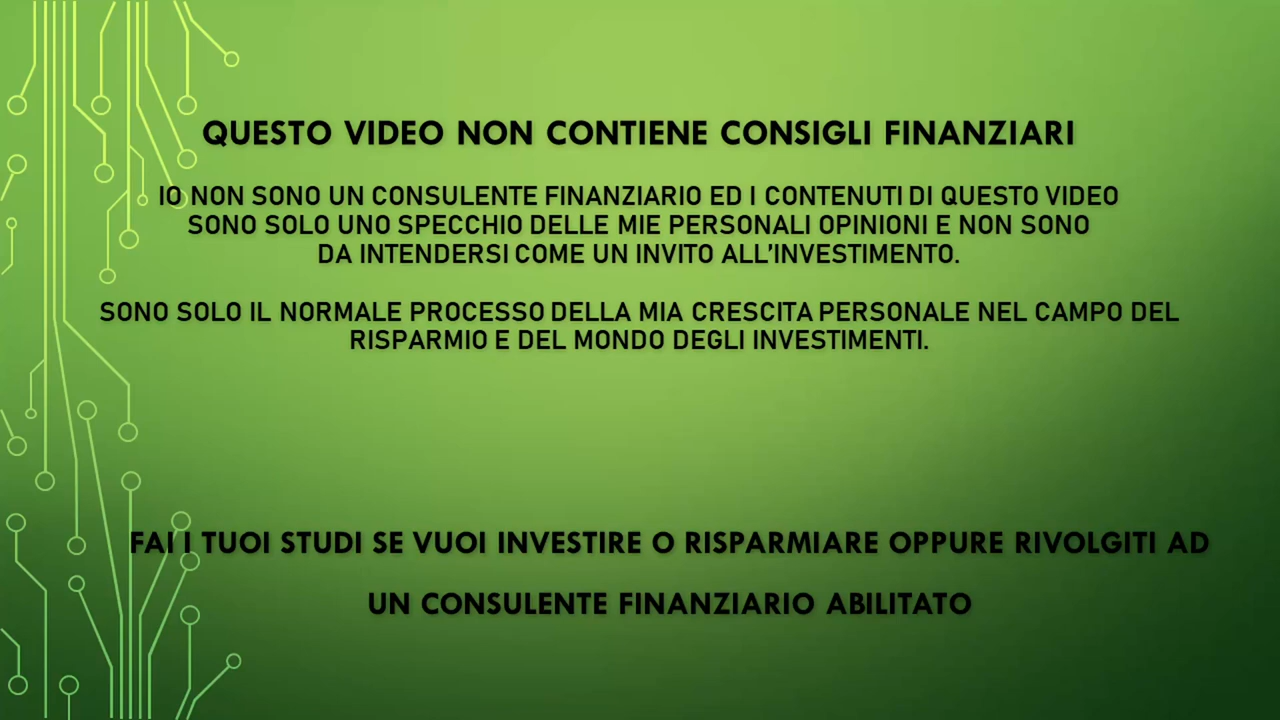 QUESTO VIDEO NON CONTIENE CONSIGLI FINANZIARI
IO NON SONO UN CONSULENTE FINANZIARIO ED I CONTENUTI DI QUESTO VIDEO
SONO SOLO UNO SPECCHIO DELLE MIE PERSONALI OPINIONI E NON SONO
DA INTENDERSI COME UN INVITO ALL'INVESTIMENTO.
SONO SOLO IL NORMALE PROCESSO DELLA MIA CRESCITA PERSONALE NEL CAMPO DEL
RISPARMIO E DEL MONDO DEGLI INVESTIMENTI.
FAI I TUOI STUDI SE VUOI INVESTIRE O RISPARMIARE OPPURE RIVOLGITI AD
UN CONSULENTE FINANZIARIO ABILITATO